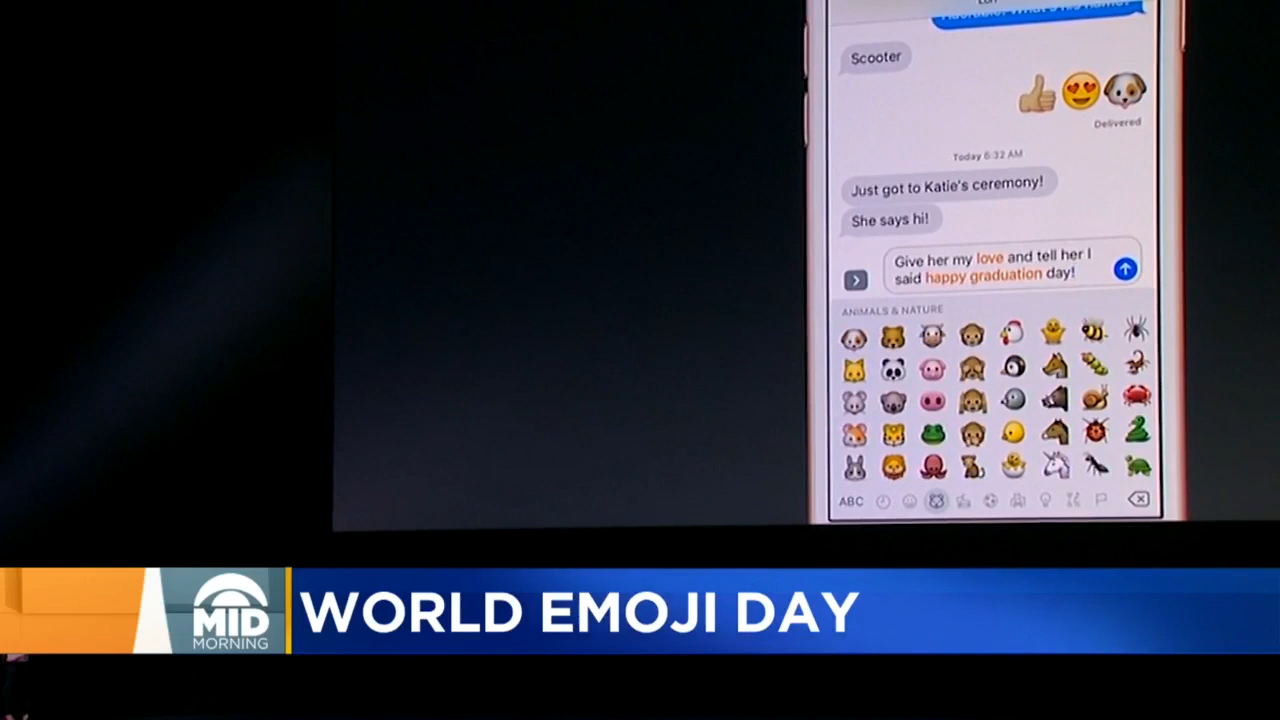 Scooter
Delivered
Today 6:32 AM
Just got to Katie's ceremony!
She says hi!
Give her my love and tell her I
said happy graduation day!
ANIMALS & NATURE
ABC
MID
MORNING
WORLD EMOJI DAY